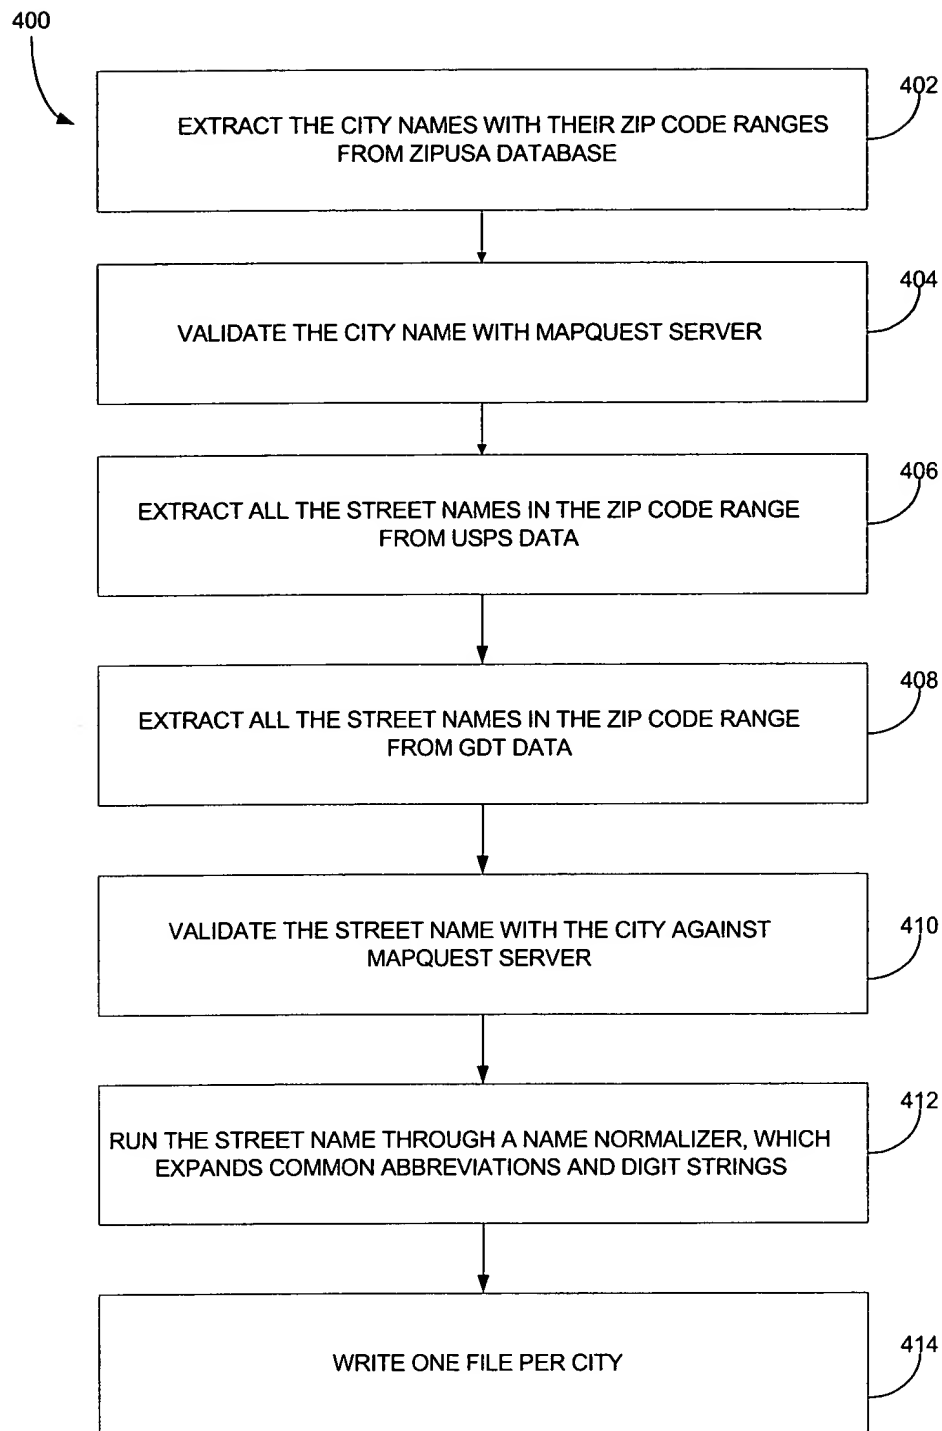 400
402
EXTRACT THE CITY NAMES WITH THEIR ZIP CODE RANGES
FROM ZIPUSA DATABASE
404
VALIDATE THE CITY NAME WITH MAPQUEST SERVER
406
EXTRACT ALL THE STREET NAMES IN THE ZIP CODE RANGE
FROM USPS DATA
408
EXTRACT ALL THE STREET NAMES IN THE ZIP CODE RANGE
FROM GDT DATA
410
VALIDATE THE STREET NAME WITH THE CITY AGAINST
MAPQUEST SERVER
412
RUN THE STREET NAME THROUGH A NAME NORMALIZER, WHICH
EXPANDS COMMON ABBREVIATIONS AND DIGIT STRINGS
414
WRITE ONE FILE PER CITY